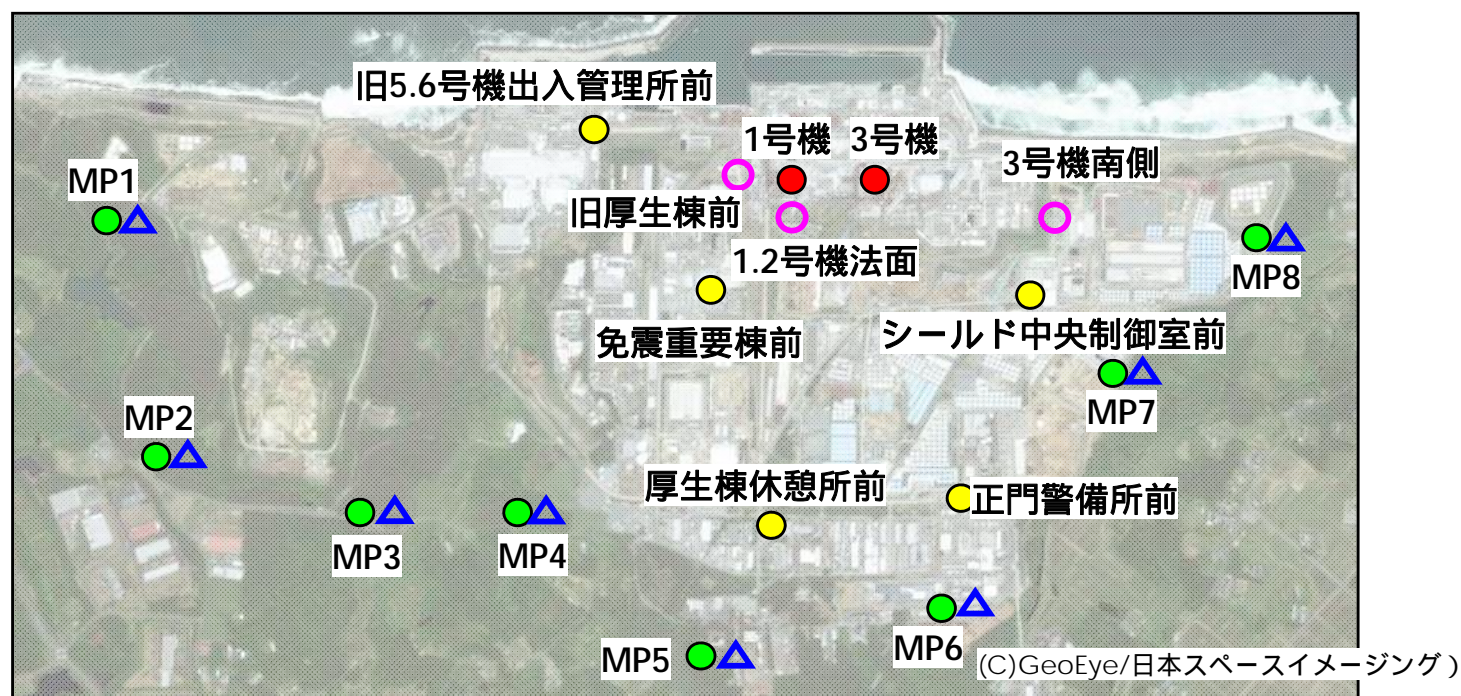 旧5.6号機出入管理所前
1号機
3号機
3号機南側
MP1
旧厚生棟前
1.2号機法面
MP8
免震重要棟前
シールド中央制御室前
MP7
MP2
厚生棟休憩所前
正門警備所前
MP3
MP4
MP5
MP6
(C)GeoEye/日本スペースイメージング）